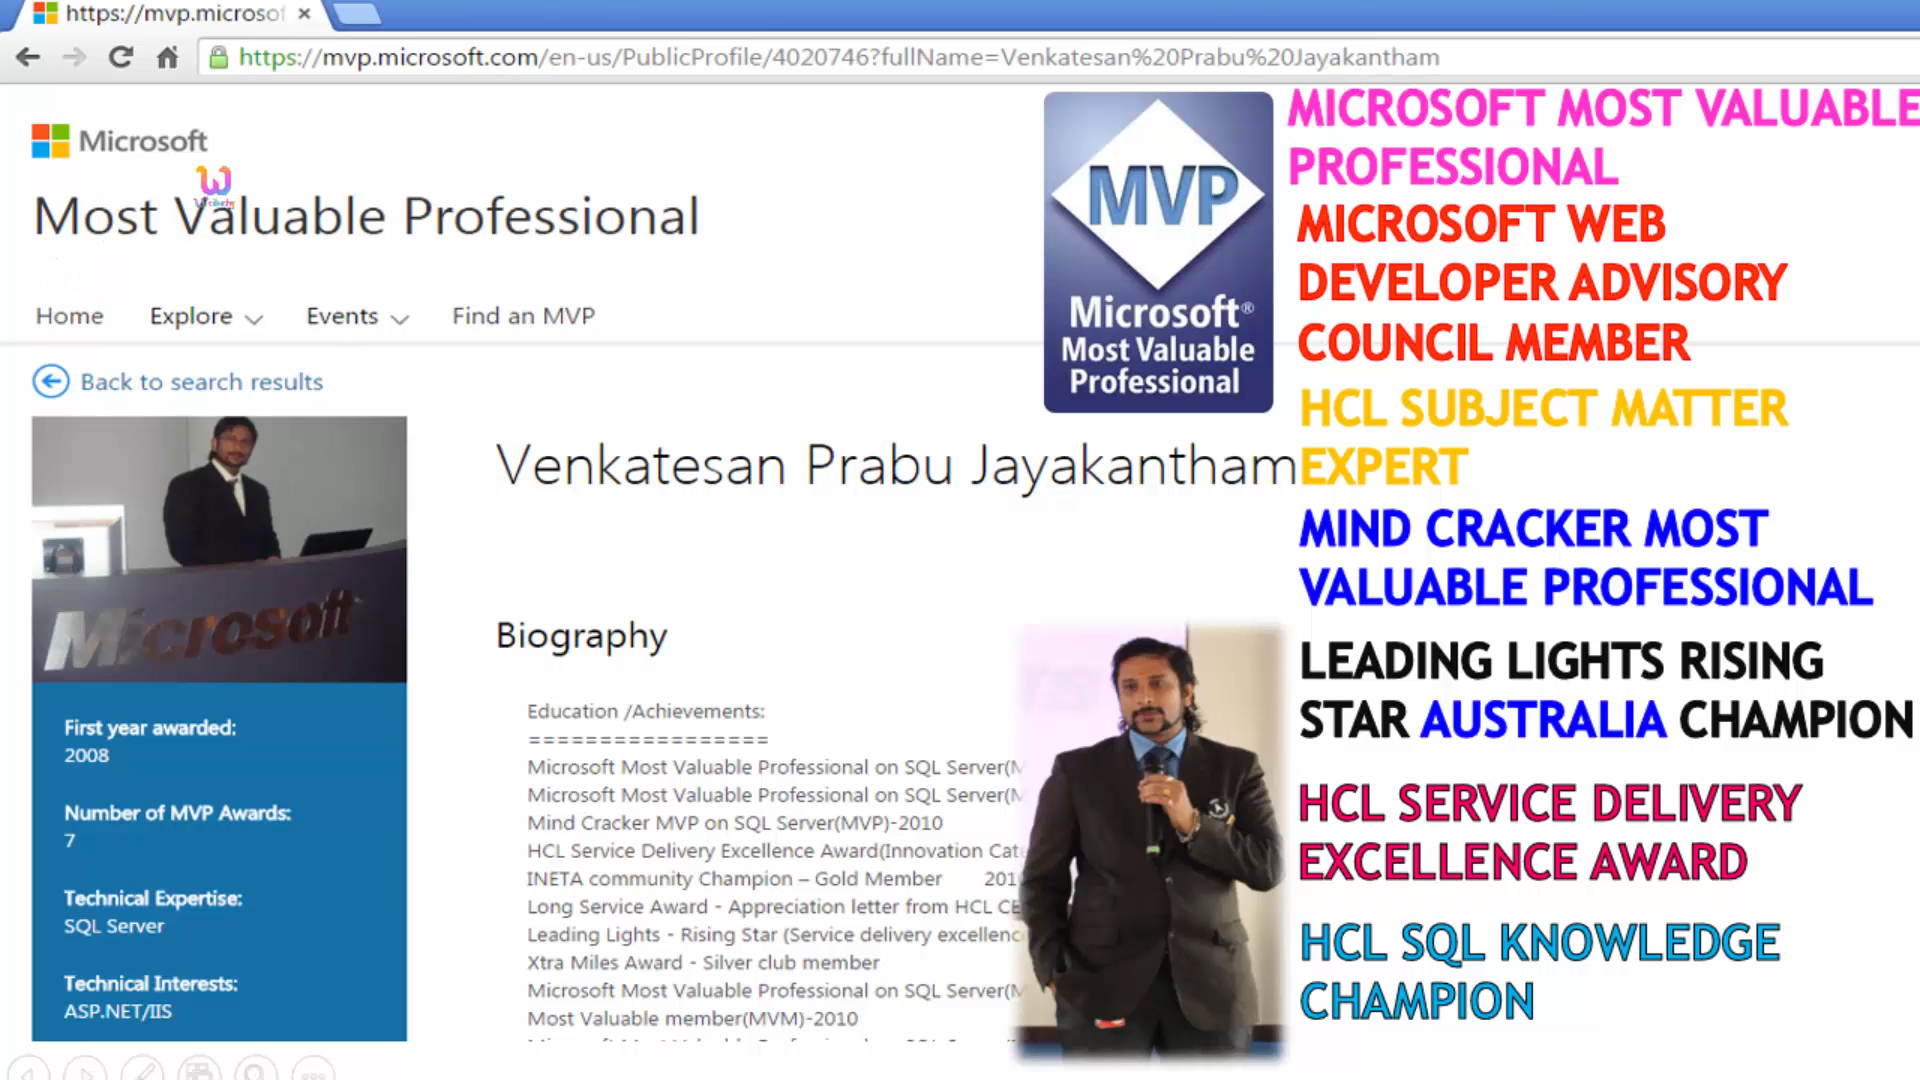 https://mvp.microsof
https://mvp.microsoft.com/en-us/PublicProfile/4020746?fullName=Venkatesan%20Prabu%20Jayakantham
Microsoft
Most Valuable Professional
Home Explore Events Find an MVP
Back to search results
Microsoft
First year awarded:
2008
Number of MVP Awards:
7
Technical Expertise:
SQL Server
Technical Interests:
ASP.NET/IIS
MVP
Microsoft®
Most Valuable
Professional
Venkatesan Prabu Jayakantham
Biography
Education /Achievements:
=================
Microsoft Most Valuable Professional on SQL Server(M
Microsoft Most Valuable Professional on SQL Server(M
Mind Cracker MVP on SQL Server(MVP)-2010
HCL Service Delivery Excellence Award(Innovation Cat
INETA community Champion – Gold Member 201
Long Service Award - Appreciation letter from HCL CE
Leading Lights - Rising Star (Service delivery excellenc
Xtra Miles Award - Silver club member
Microsoft Most Valuable Professional on SQL Server(M
Most Valuable member(MVM)-2010
MICROSOFT MOST VALUABLE
PROFESSIONAL
MICROSOFT WEB
DEVELOPER ADVISORY
COUNCIL MEMBER
HCL SUBJECT MATTER
EXPERT
MIND CRACKER MOST
VALUABLE PROFESSIONAL
LEADING LIGHTS RISING
STAR AUSTRALIA CHAMPION
HCL SERVICE DELIVERY
EXCELLENCE AWARD
HCL SQL KNOWLEDGE
CHAMPION